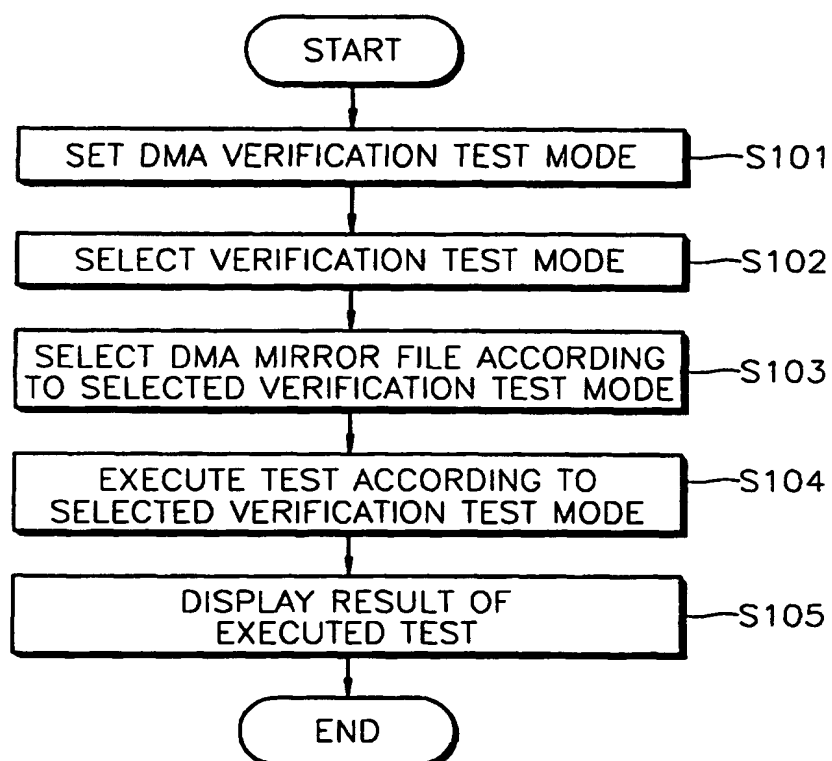 START
SET DMA VERIFICATION TEST MODE
S101
SELECT VERIFICATION TEST MODE
S102
SELECT DMA MIRROR FILE ACCORDING
TO SELECTED VERIFICATION TEST MODE
S103
EXECUTE TEST ACCORDING TO
SELECTED VERIFICATION TEST MODE
S104
DISPLAY RESULT OF
EXECUTED TEST
S105
END